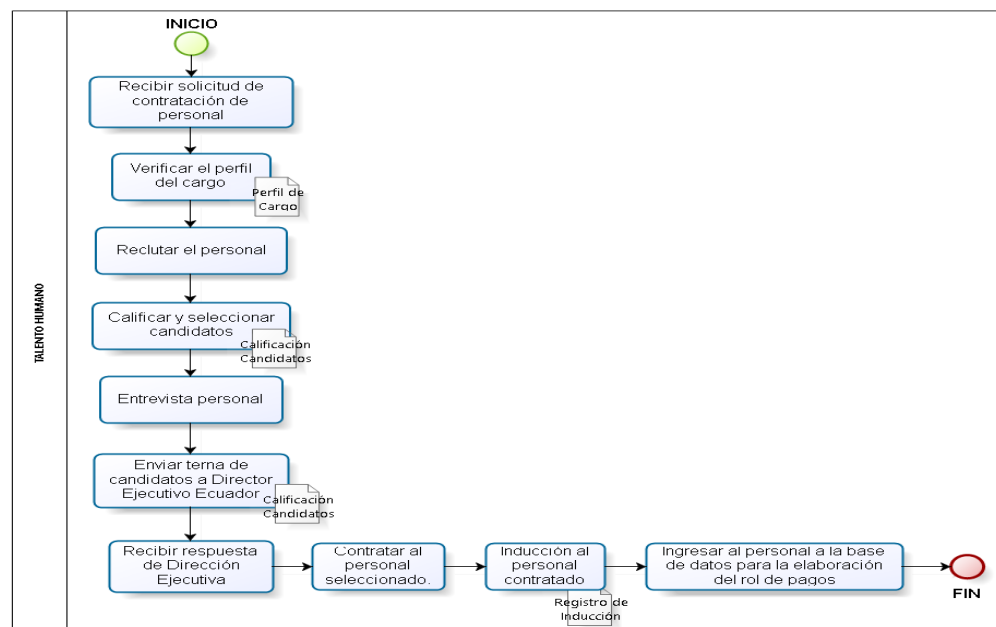 INICIO
Recibir solicitud de
contratación de
personal
Verificar el perfil
del cargo
Perfil de
Cargo
Reclutar el personal
TALENTO HUMANO
Calificar y seleccionar
candidatos
Calificación
Candidatos
Entrevista personal
Enviar terna de
candidatos a Director
Ejecutivo Ecuador
Calificación
Candidatos
Recibir respuesta
de Dirección
Ejecutiva
Contratar al
personal
seleccionado.
Inducción al
personal
contratado
Registro de
Inducción
Ingresar al personal a la base
de datos para la elaboración
del rol de pagos
FIN